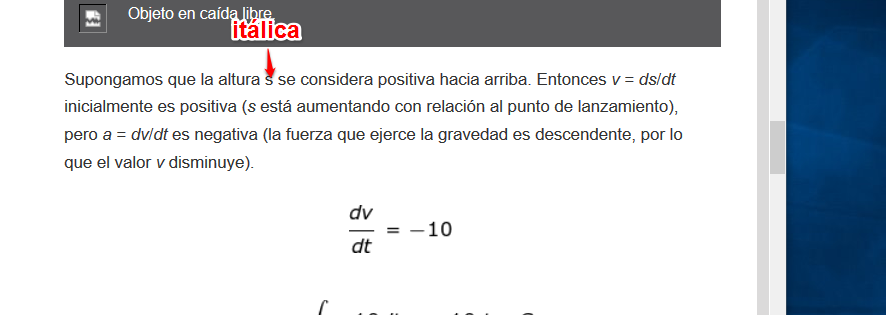 Objeto en caída libre
itálica
Supongamos que la altura s se considera positiva hacia arriba. Entonces v = ds/dt
inicialmente es positiva (s está aumentando con relación al punto de lanzamiento),
pero a = dv/dt es negativa (la fuerza que ejerce la gravedad es descendente, por lo
que el valor v disminuye).
dv
dt
= −10